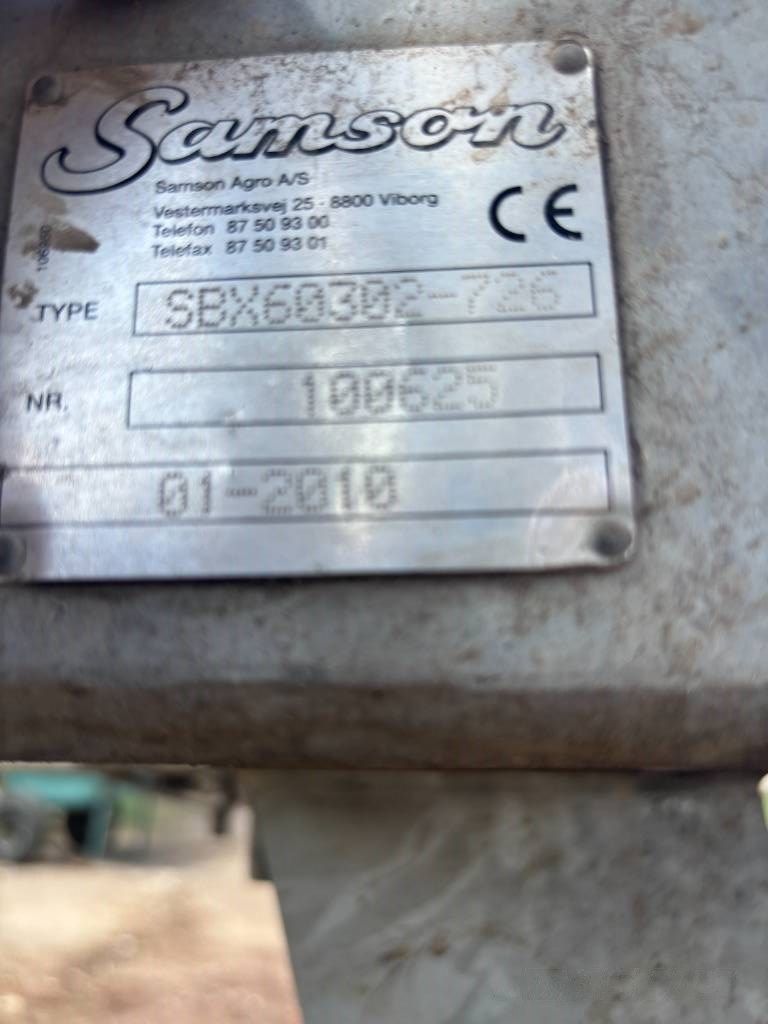 Samson
Samson Agro A/S
Vestermarksvej 25 - 8800 Viborg
Telefon 87 50 93 00
Telefax 87 50 93 01
CE
TYPE SBX60302-726
NR. 100625
01-2010